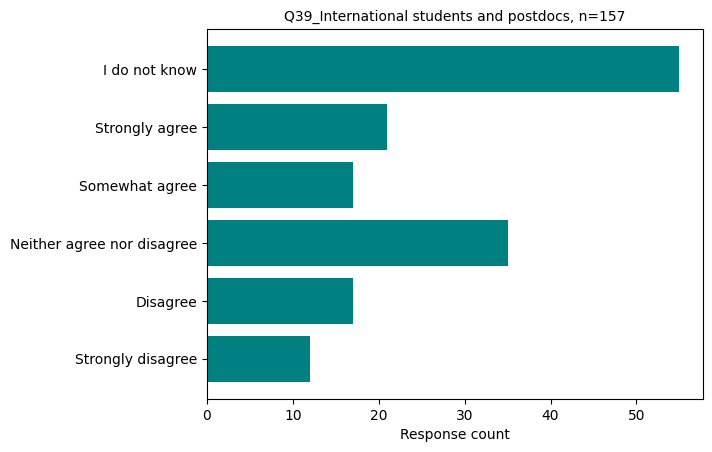 Q39_International students and postdocs, n=157
I do not know
Strongly agree
Somewhat agree
Neither agree nor disagree
Disagree
Strongly disagree
0 10 20 30 40 50
Response count